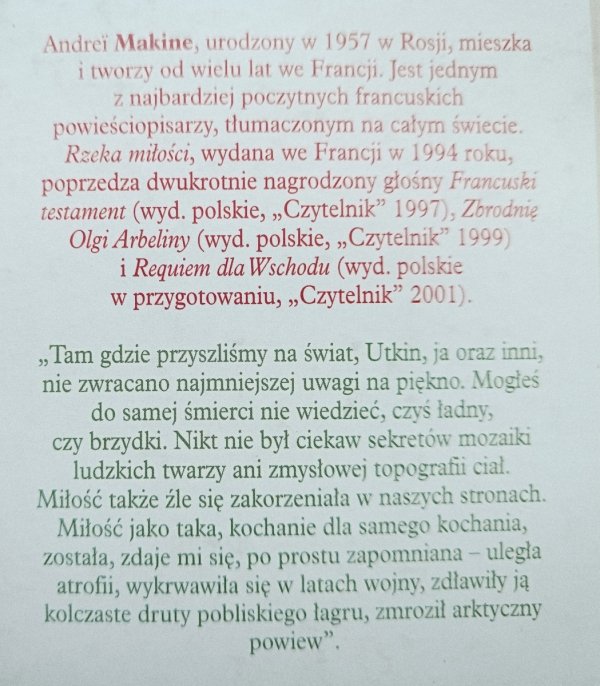 Andreï Makine, urodzony w 1957 w Rosji, mieszka
i tworzy od wielu lat we Francji. Jest jednym
z najbardziej poczytnych francuskich
powieściopisarzy, tłumaczonym na całym świecie.
Rzeka miłości, wydana we Francji w 1994 roku,
poprzedza dwukrotnie nagrodzony głośny Francuski
testament (wyd. polskie, „Czytelnik” 1997), Zbrodnię
Olgi Arbeliny (wyd. polskie, „Czytelnik” 1999)
i Requiem dla Wschodu (wyd. polskie
w przygotowaniu, „Czytelnik” 2001).
„Tam gdzie przyszliśmy na świat, Utkin, ja oraz inni,
nie zwracano najmniejszej uwagi na piękno. Mogłeś
do samej śmierci nie wiedzieć, czyś ładny,
czy brzydki. Nikt nie był ciekaw sekretów mozaiki
ludzkich twarzy ani zmysłowej topografii ciał.
Miłość także źle się zakorzeniała w naszych stronach.
Miłość jako taka, kochanie dla samego kochania,
została, zdaje mi się, po prostu zapomniana – uległa
atrofii, wykrwawiła się w latach wojny, zdławiły ją
kolczaste druty pobliskiego łagru, zmroził arktyczny
powiew”.